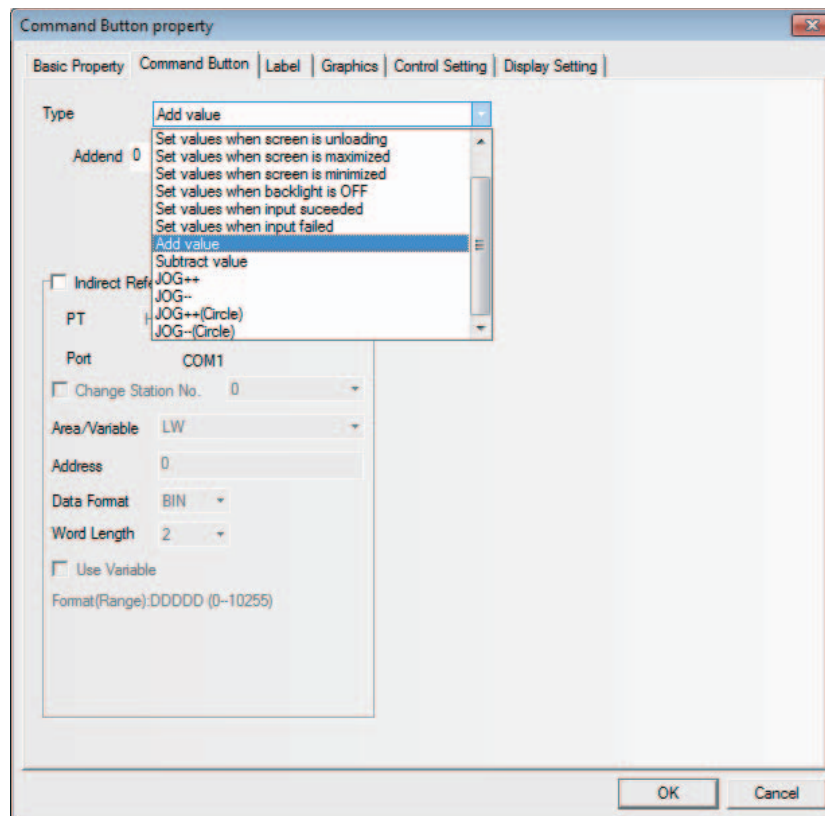 Command Button property
Basic Property Command Button Label Graphics Control Setting Display Setting
Type Add value
Set values when screen is unloading
Addend 0 Set values when screen is maximized
Set values when screen is minimized
Set values when backlight is OFF
Set values when input suceeded
Set values when input failed
Add value
Subtract value
Indirect Refe JOG++
JOG--
PT JOG++(Circle)
JOG--(Circle)
Port COM1
Change Station No. 0
Area/Variable LW
Address 0
Data Format BIN
Word Length 2
Use Variable
Format(Range):DDDDD (0--10255)
OK Cancel